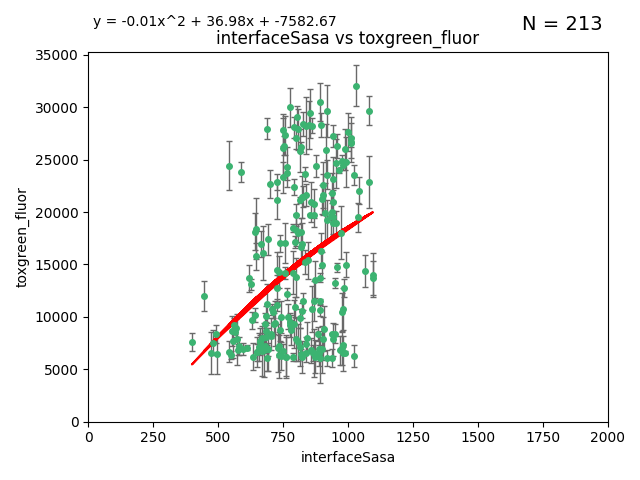 y = -0.01x^2 + 36.98x + -7582.67
N = 213
interfaceSasa vs toxgreen_fluor
35000
30000
25000
20000
15000
10000
5000
0
toxgreen_fluor
0 250 500 750 1000 1250 1500 1750 2000
interfaceSasa